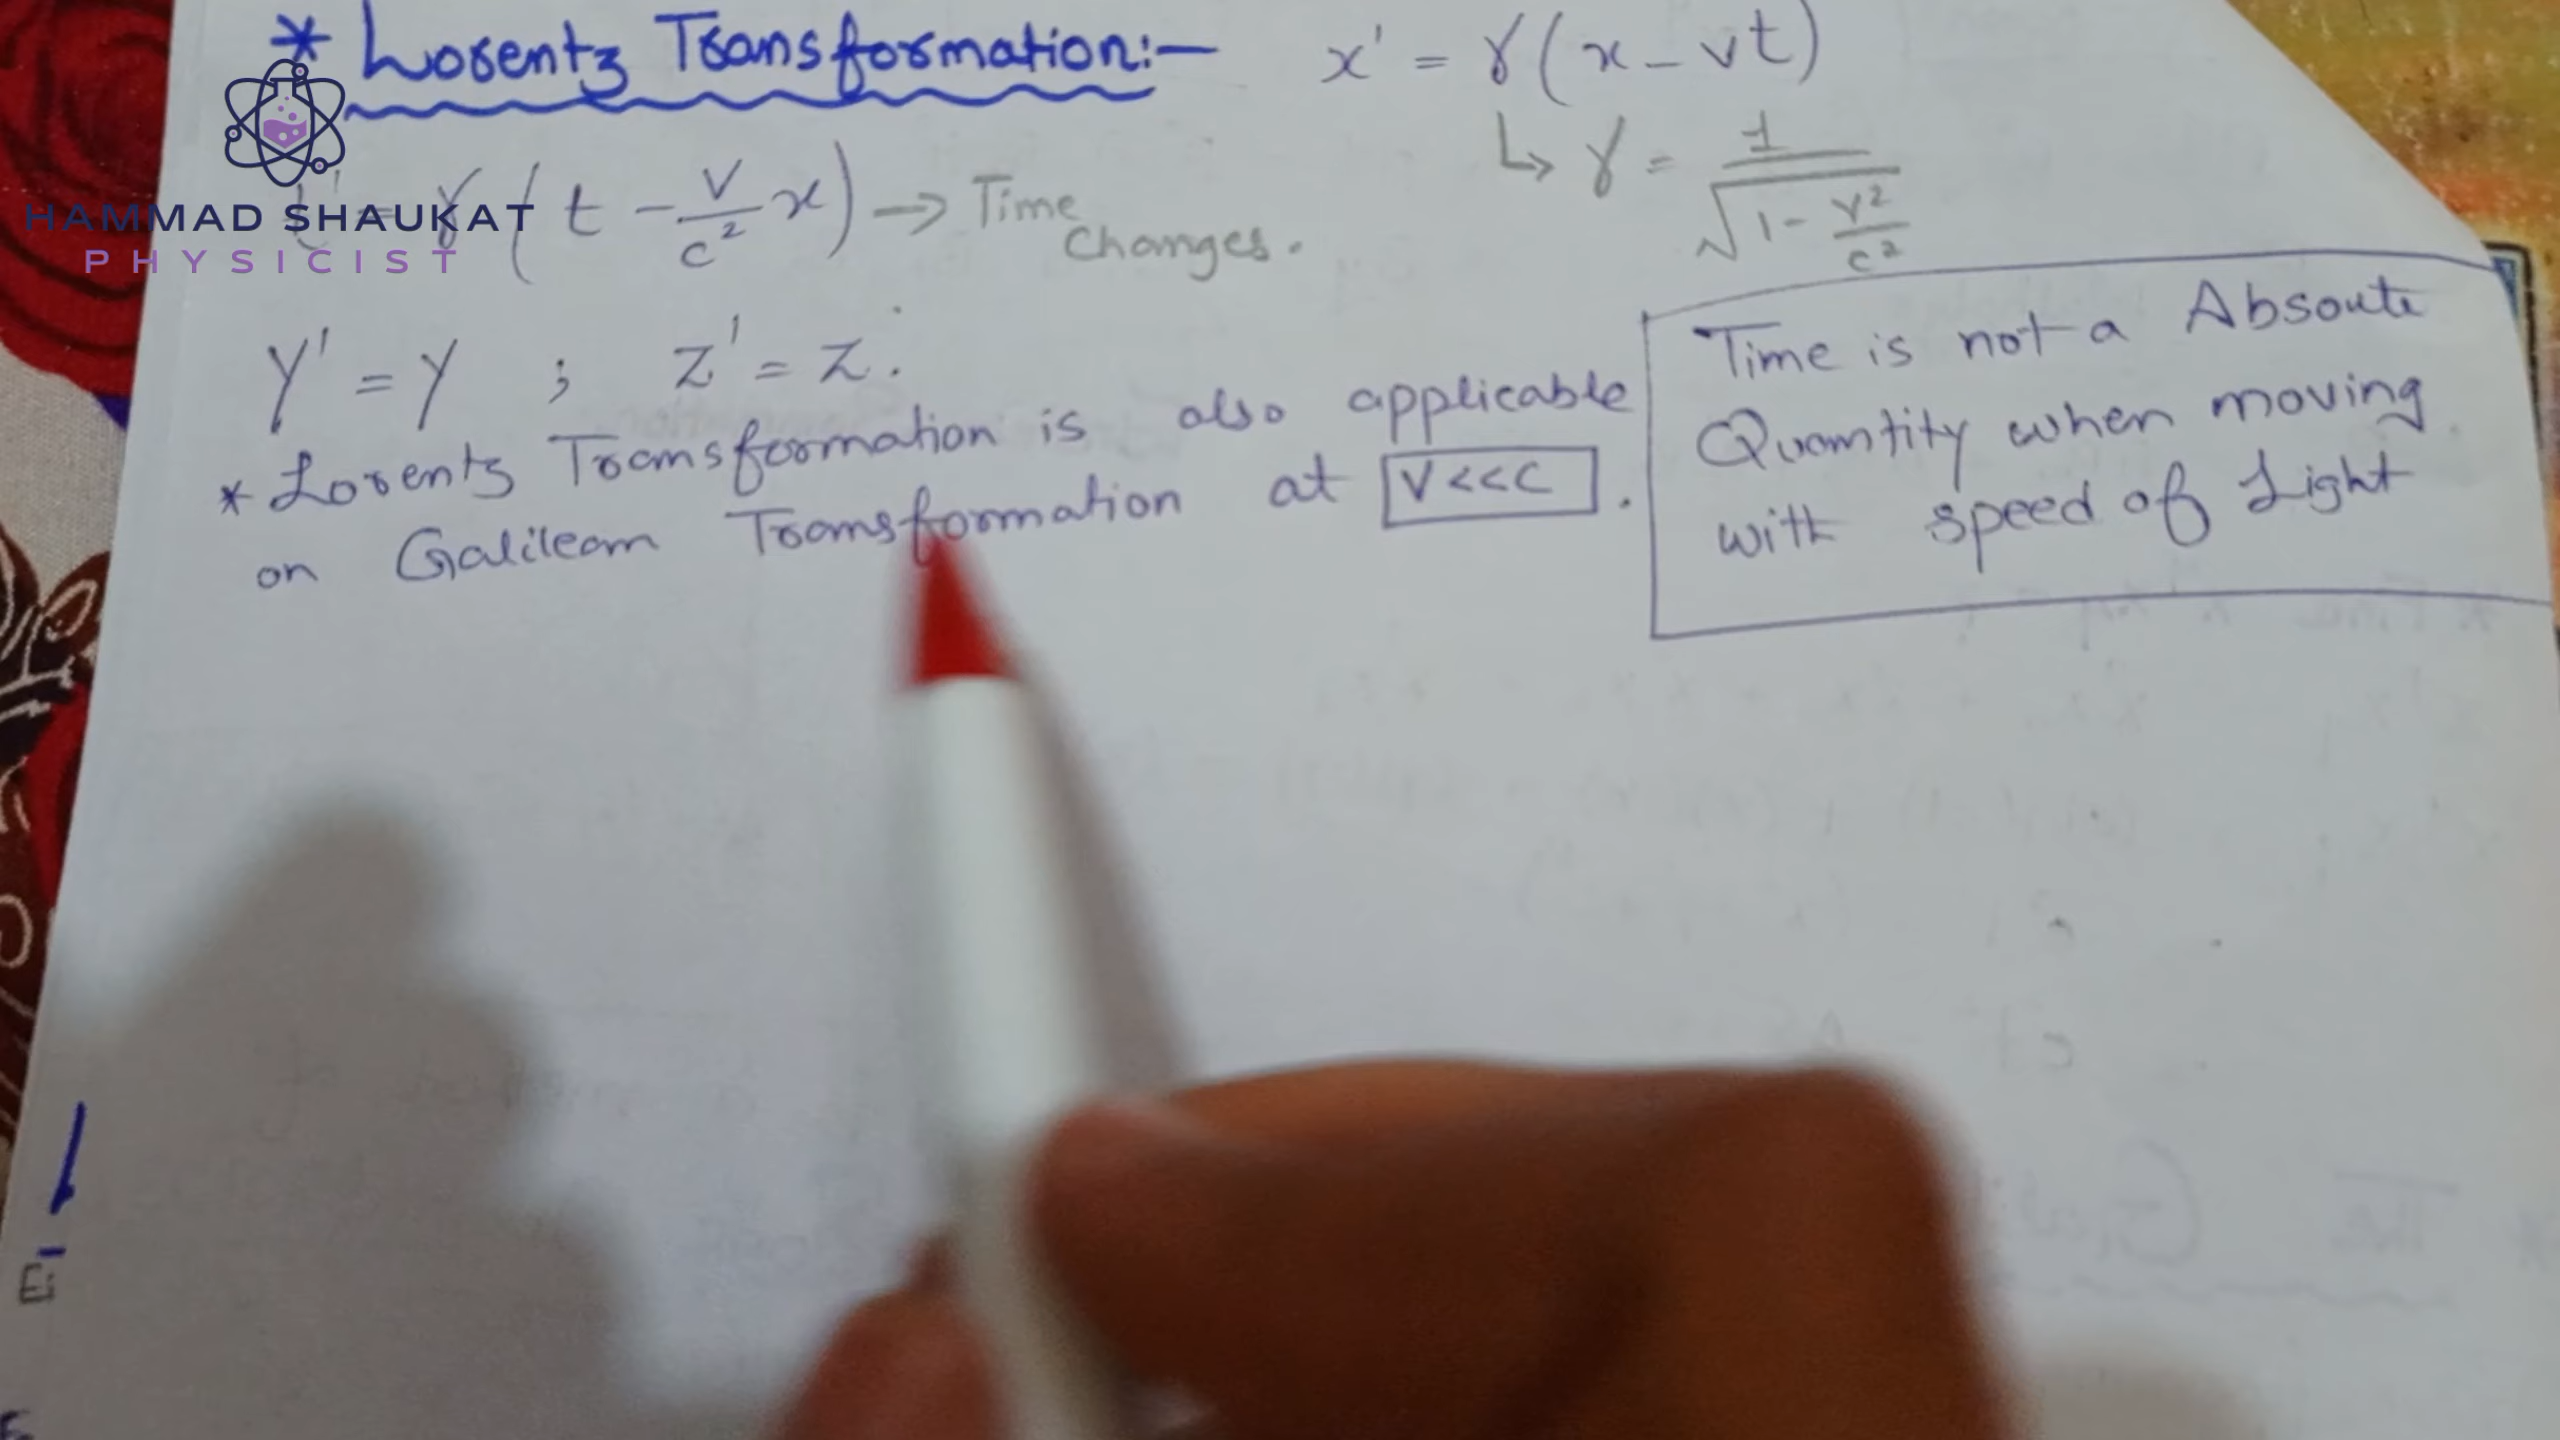 * Lorentz Transformation:-
x' = γ(x - vt)
↳ γ = 1/√(1 - v²/c²)
HAMMAD SHAUKAT
PHYSICIST
t' = γ(t - v/c² x) → Time Changes.
Y' = Y ; Z' = Z.
* Lorentz Transformation is also applicable
on Galilean Transformation at V<<C.
Time is not a Absoute
Quantity when moving
with speed of Light